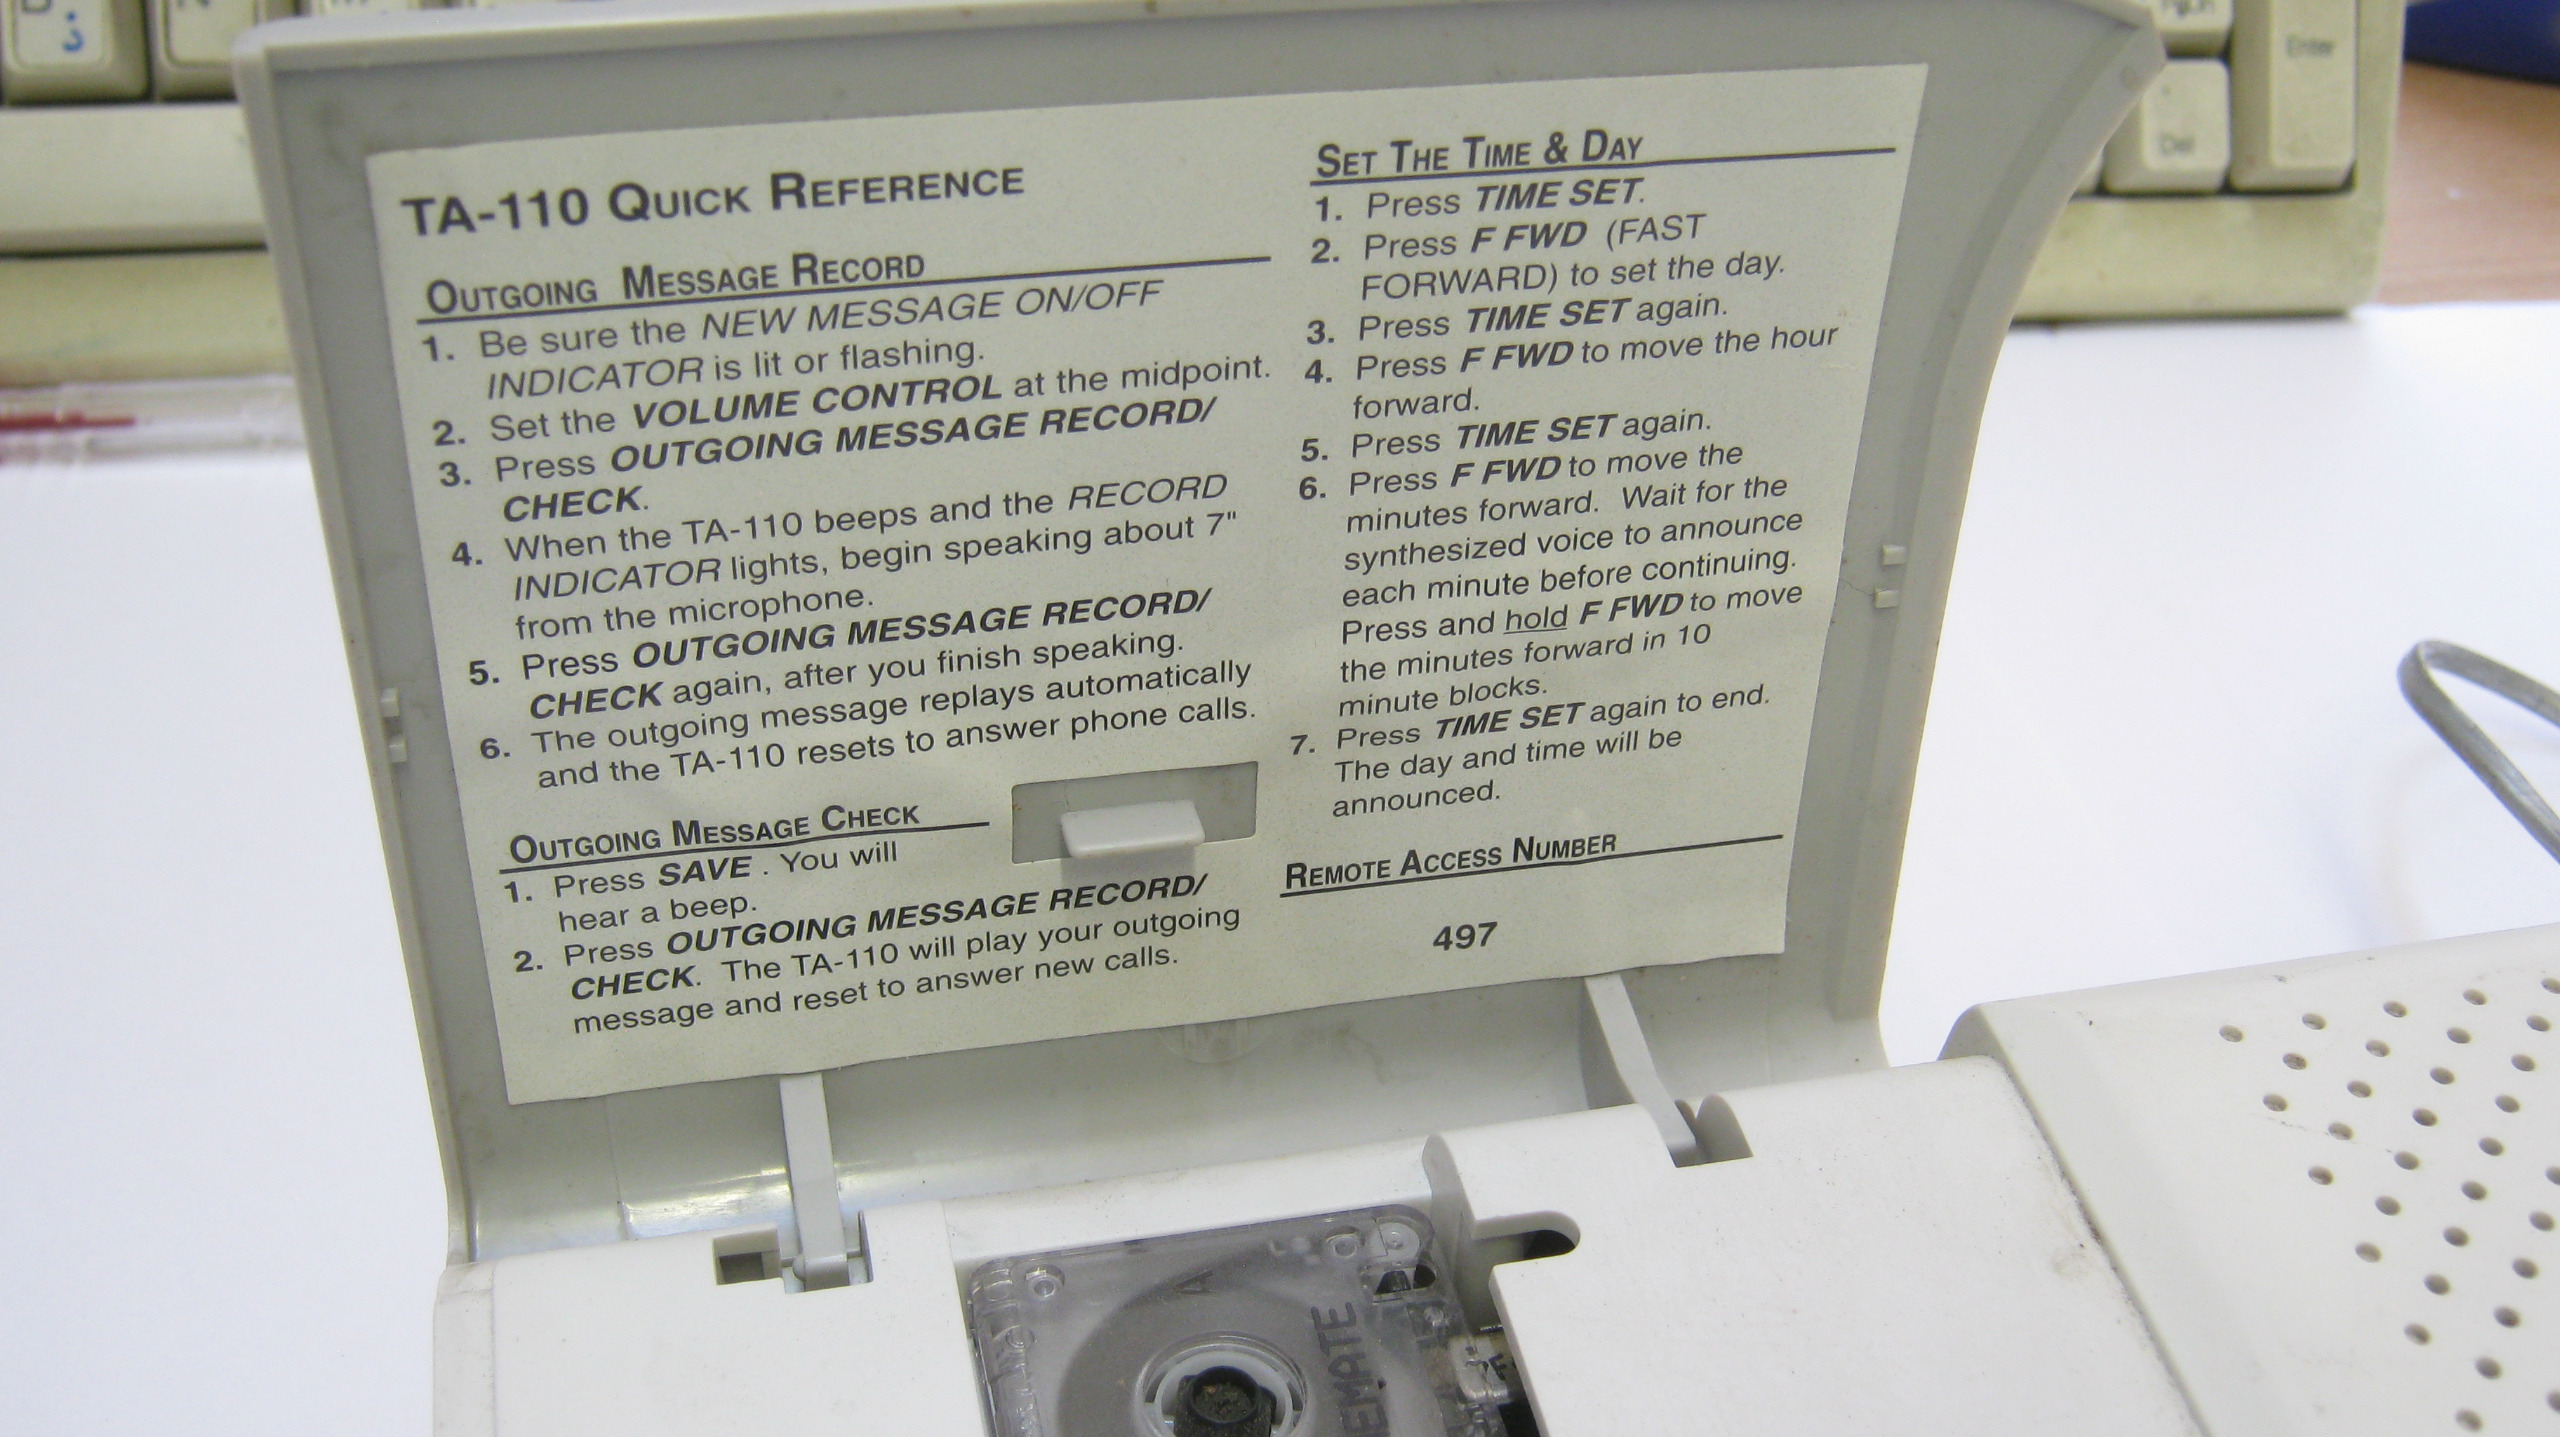 TA-110 QUICK REFERENCE
OUTGOING MESSAGE RECORD
1. Be sure the NEW MESSAGE ON/OFF
INDICATOR is lit or flashing.
2. Set the VOLUME CONTROL at the midpoint.
3. Press OUTGOING MESSAGE RECORD/
CHECK.
4. When the TA-110 beeps and the RECORD
INDICATOR lights, begin speaking about 7"
from the microphone.
5. Press OUTGOING MESSAGE RECORD/
CHECK again, after you finish speaking.
6. The outgoing message replays automatically
and the TA-110 resets to answer phone calls.
OUTGOING MESSAGE CHECK
1. Press SAVE . You will
hear a beep.
2. Press OUTGOING MESSAGE RECORD/
CHECK. The TA-110 will play your outgoing
message and reset to answer new calls.
SET THE TIME & DAY
1. Press TIME SET.
2. Press F FWD (FAST
FORWARD) to set the day.
3. Press TIME SET again.
4. Press F FWD to move the hour
forward.
5. Press TIME SET again.
6. Press F FWD to move the
minutes forward. Wait for the
synthesized voice to announce
each minute before continuing.
Press and hold F FWD to move
the minutes forward in 10
minute blocks.
7. Press TIME SET again to end.
The day and time will be
announced.
REMOTE ACCESS NUMBER
497
Enter
Del
A